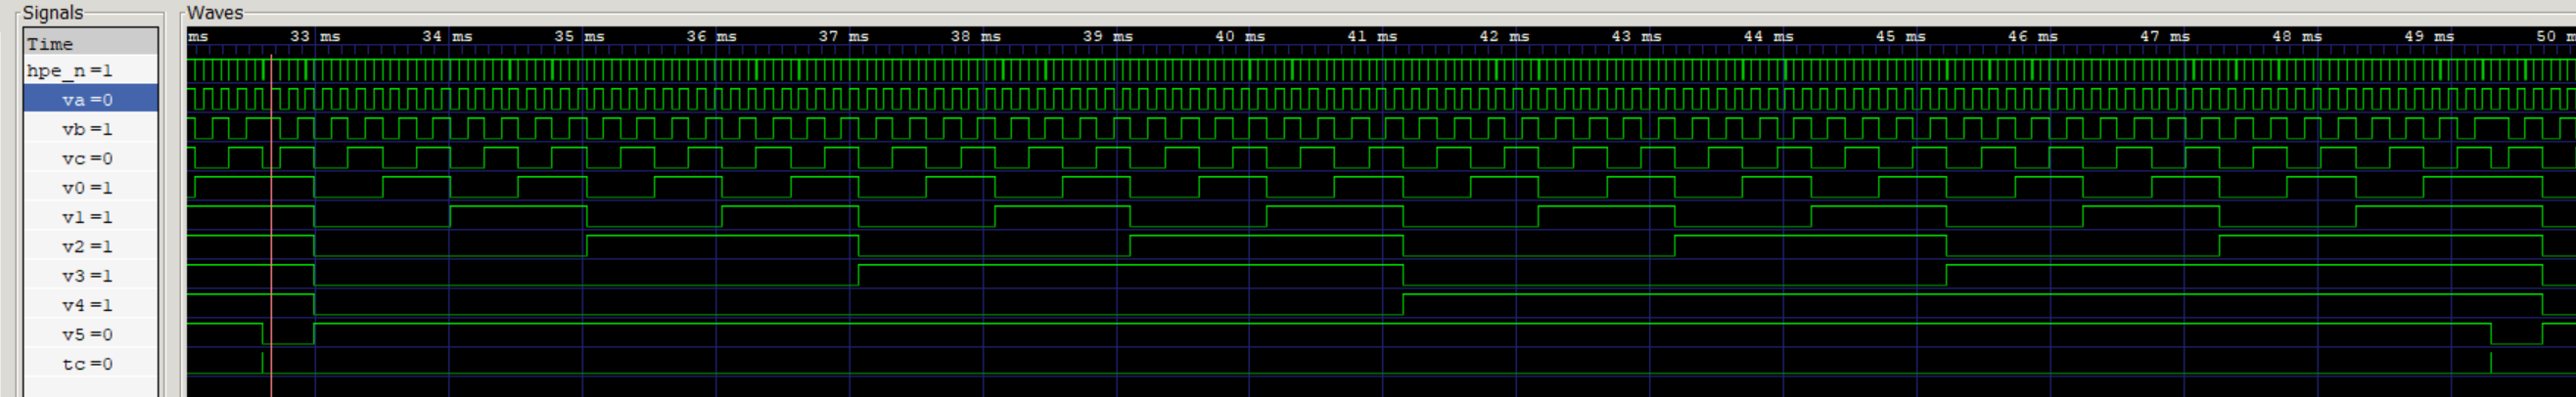 Signals
Waves
Time
ms 33 ms 34 ms 35 ms 36 ms 37 ms 38 ms 39 ms 40 ms 41 ms 42 ms 43 ms 44 ms 45 ms 46 ms 47 ms 48 ms 49 ms 50 m
hpe_n=1
va=0
vb=1
vc=0
v0=1
v1=1
v2=1
v3=1
v4=1
v5=0
tc=0